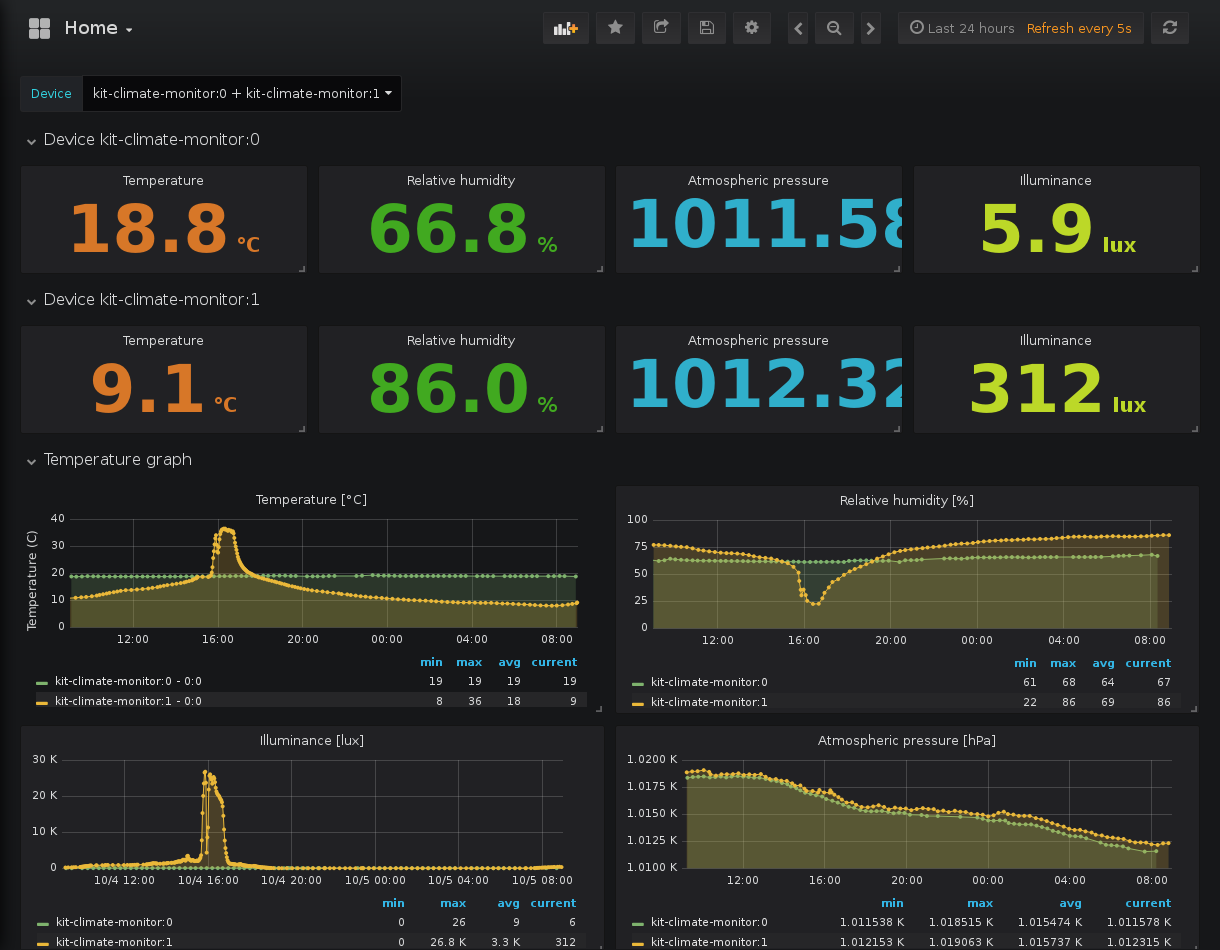 Home
Last 24 hours Refresh every 5s
Device kit-climate-monitor:0 + kit-climate-monitor:1
Device kit-climate-monitor:0
Temperature Relative humidity Atmospheric pressure Illuminance
18.8 °C 66.8 % 1011.58 5.9 lux
Device kit-climate-monitor:1
Temperature Relative humidity Atmospheric pressure Illuminance
9.1 °C 86.0 % 1012.32 312 lux
Temperature graph
Temperature [°C]
Temperature (C)
40
30
20
10
0
12:00 16:00 20:00 00:00 04:00 08:00
min max avg current
kit-climate-monitor:0 - 0:0 19 19 19 19
kit-climate-monitor:1 - 0:0 8 36 18 9
Relative humidity [%]
100
75
50
25
0
12:00 16:00 20:00 00:00 04:00 08:00
min max avg current
kit-climate-monitor:0 61 68 64 67
kit-climate-monitor:1 22 86 69 86
Illuminance [lux]
30 K
20 K
10 K
0
10/4 12:00 10/4 16:00 10/4 20:00 10/5 00:00 10/5 04:00 10/5 08:00
min max avg current
kit-climate-monitor:0 0 26 9 6
kit-climate-monitor:1 0 26.8 K 3.3 K 312
Atmospheric pressure [hPa]
1.0200 K
1.0175 K
1.0150 K
1.0125 K
1.0100 K
12:00 16:00 20:00 00:00 04:00 08:00
min max avg current
kit-climate-monitor:0 1.011538 K 1.018515 K 1.015474 K 1.011578 K
kit-climate-monitor:1 1.012153 K 1.019063 K 1.015737 K 1.012315 K